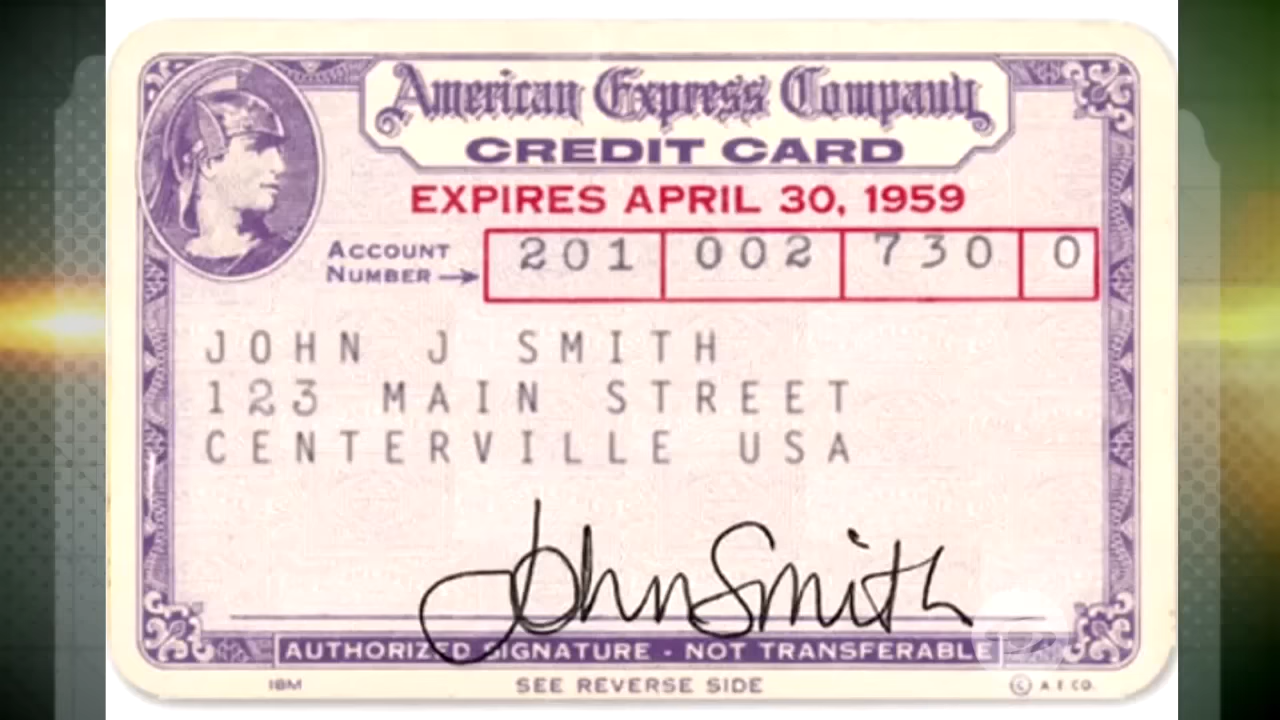 American Express Company
CREDIT CARD
EXPIRES APRIL 30, 1959
ACCOUNT
NUMBER → 201 002 730 0
JOHN J SMITH
123 MAIN STREET
CENTERVILLE USA
John Smith
AUTHORIZED SIGNATURE - NOT TRANSFERABLE
IBM SEE REVERSE SIDE © A E CO.